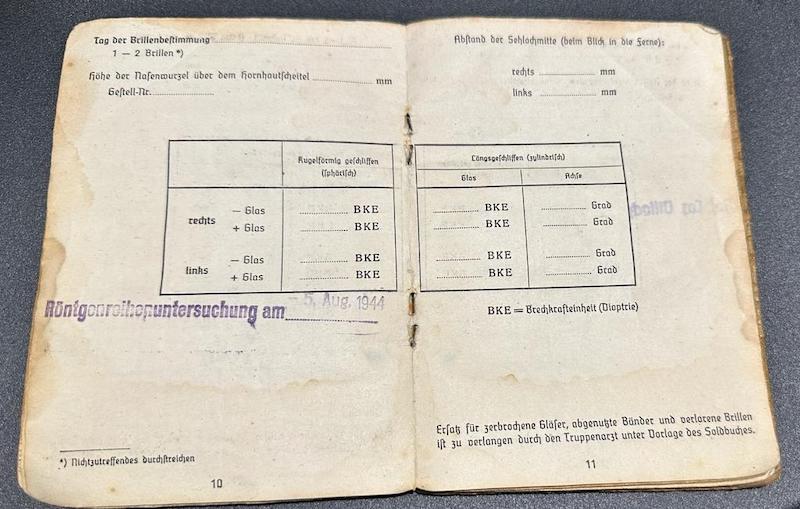 Tag der Brillenbestimmung
1 — 2 Brillen *)
Höhe der Nasenwurzel über dem Hornhautscheitel mm
Gestell-Nr.
Kugelförmig geschliffen
(sphärisch)
rechts
— Glas BKE
+ Glas BKE
links
— Glas BKE
+ Glas BKE
Röntgenreihenuntersuchung am
- 5. Aug. 1944
*) Nichtzutreffendes durchstreichen
10
Abstand der Sehlochmitte (beim Blick in die Ferne):
rechts mm
links mm
Längsgeschliffen (zylindrisch)
Glas Achse
BKE Grad
BKE Grad
BKE Grad
BKE Grad
BKE = Brechkrafteinheit (Dioptrie)
Ersatz für zerbrochene Gläser, abgenutzte Bänder und verlorene Brillen
ist zu verlangen durch den Truppenarzt unter Vorlage des Soldbuches.
11